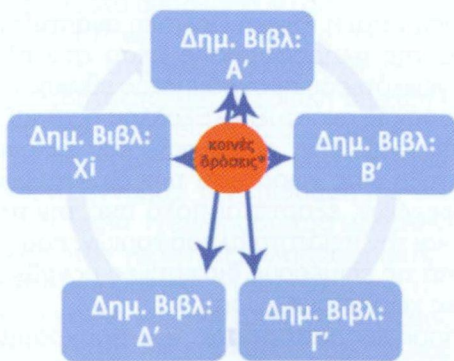 Δημ. Βιβλ:
Α'
Δημ. Βιβλ:
Χi
κοινές
δράσεις*
Δημ. Βιβλ:
Β'
Δημ. Βιβλ:
Δ'
Δημ. Βιβλ:
Γ'